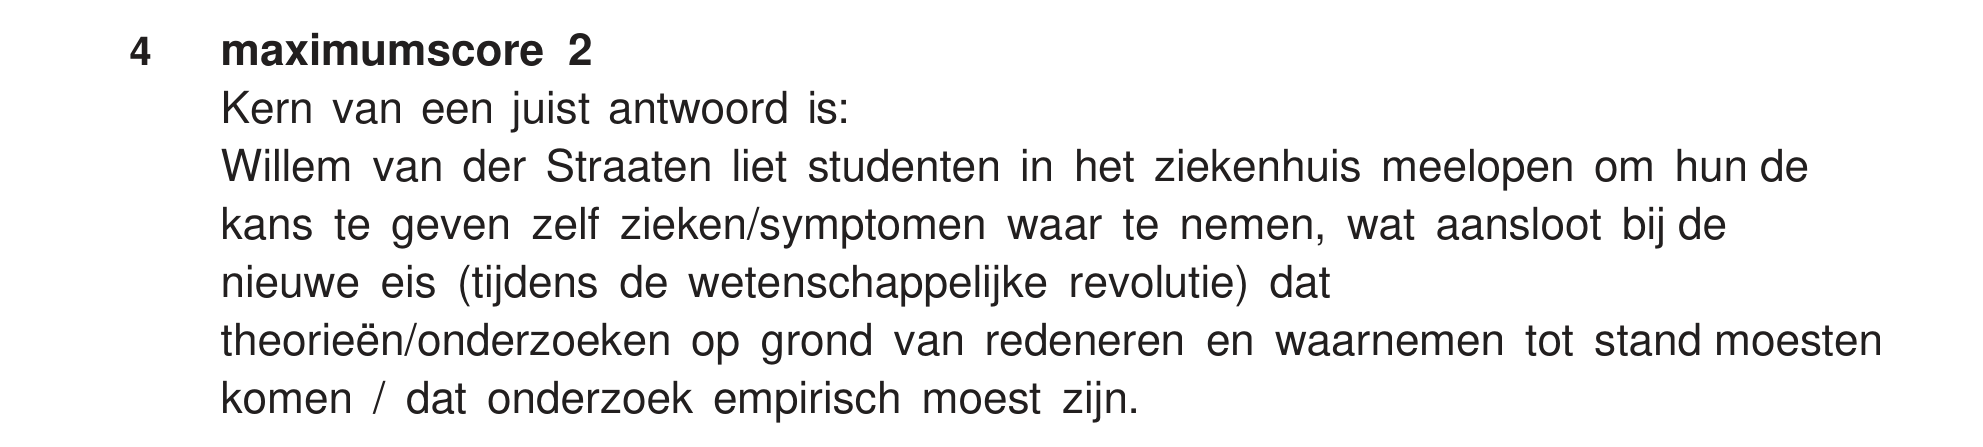 4 maximumscore 2
Kern van een juist antwoord is:
Willem van der Straaten liet studenten in het ziekenhuis meelopen om hun de
kans te geven zelf zieken/symptomen waar te nemen, wat aansloot bij de
nieuwe eis (tijdens de wetenschappelijke revolutie) dat
theorieën/onderzoeken op grond van redeneren en waarnemen tot stand moesten
komen / dat onderzoek empirisch moest zijn.